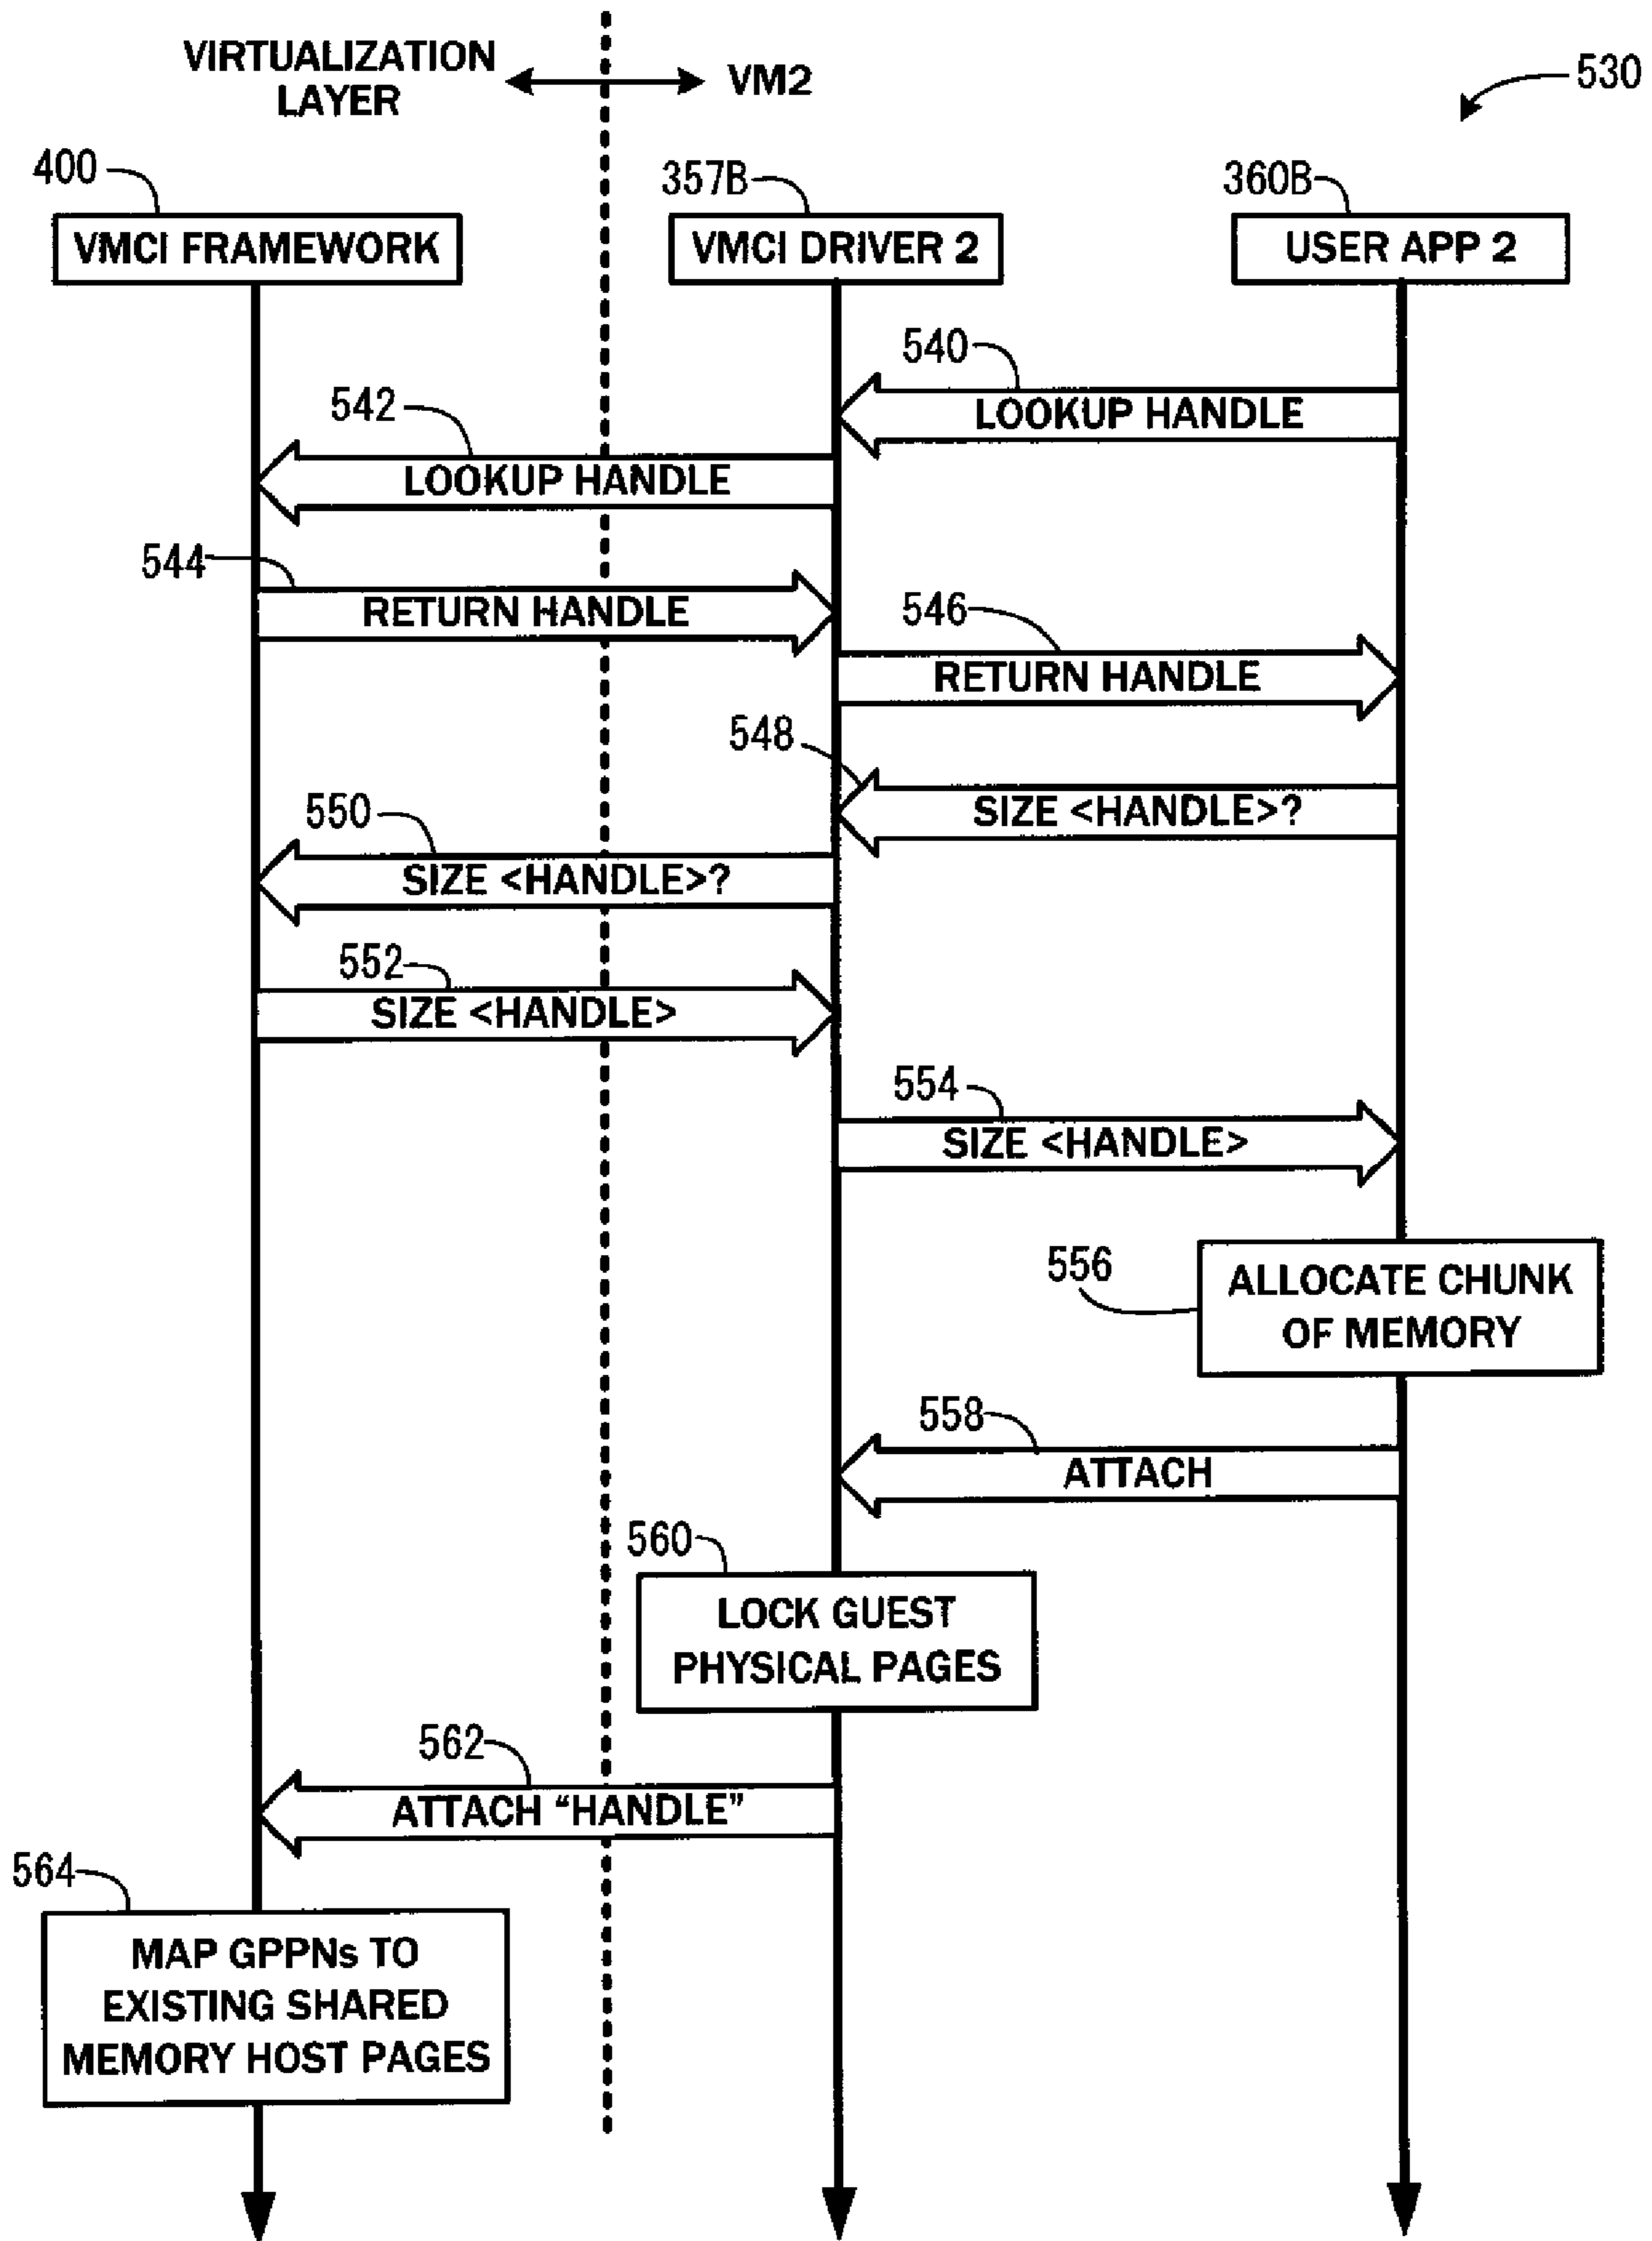 VIRTUALIZATION
LAYER
VM2
530
400
357B
360B
VMCI FRAMEWORK
VMCI DRIVER 2
USER APP 2
540
LOOKUP HANDLE
542
LOOKUP HANDLE
544
RETURN HANDLE
546
RETURN HANDLE
548
SIZE <HANDLE>?
550
SIZE <HANDLE>?
552
SIZE <HANDLE>
554
SIZE <HANDLE>
556
ALLOCATE CHUNK
OF MEMORY
558
ATTACH
560
LOCK GUEST
PHYSICAL PAGES
562
ATTACH “HANDLE”
564
MAP GPPNs TO
EXISTING SHARED
MEMORY HOST PAGES